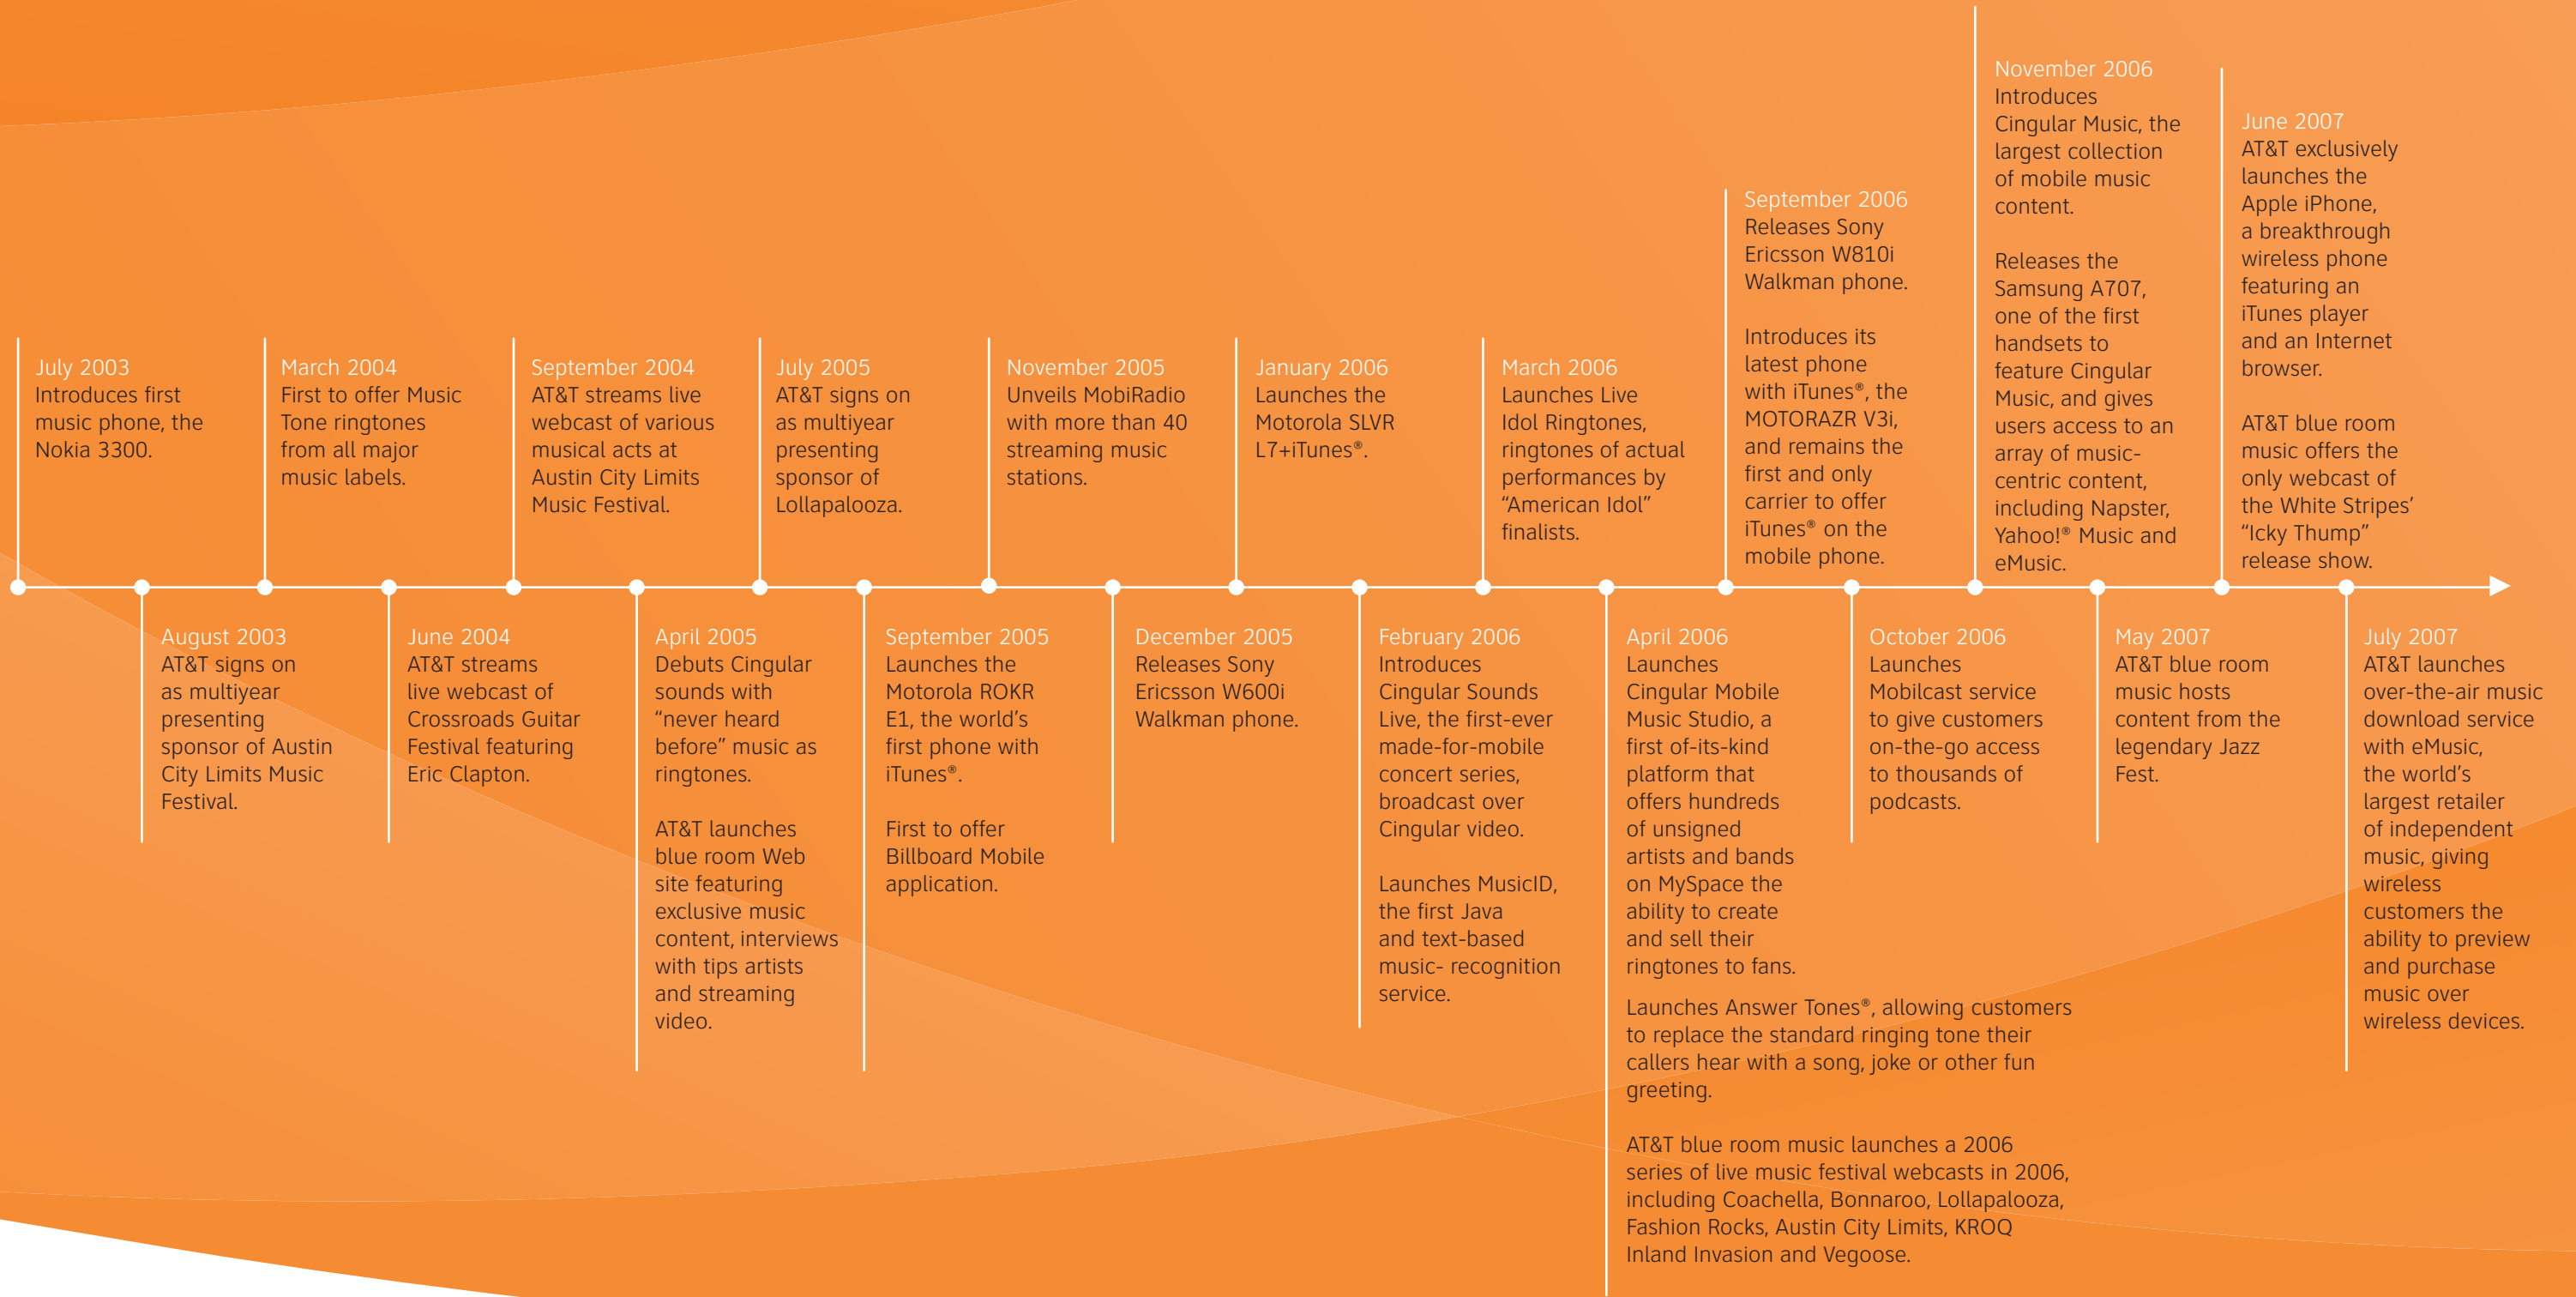 July 2003
Introduces first
music phone, the
Nokia 3300.
August 2003
AT&T signs on
as multiyear
presenting
sponsor of Austin
City Limits Music
Festival.
March 2004
First to offer Music
Tone ringtones
from all major
music labels.
June 2004
AT&T streams
live webcast of
Crossroads Guitar
Festival featuring
Eric Clapton.
September 2004
AT&T streams live
webcast of various
musical acts at
Austin City Limits
Music Festival.
April 2005
Debuts Cingular
sounds with
“never heard
before” music as
ringtones.
AT&T launches
blue room Web
site featuring
exclusive music
content, interviews
with tips artists
and streaming
video.
July 2005
AT&T signs on
as multiyear
presenting
sponsor of
Lollapalooza.
September 2005
Launches the
Motorola ROKR
E1, the world’s
first phone with
iTunes®.
First to offer
Billboard Mobile
application.
November 2005
Unveils MobiRadio
with more than 40
streaming music
stations.
December 2005
Releases Sony
Ericsson W600i
Walkman phone.
January 2006
Launches the
Motorola SLVR
L7+iTunes®.
February 2006
Introduces
Cingular Sounds
Live, the first-ever
made-for-mobile
concert series,
broadcast over
Cingular video.
Launches MusicID,
the first Java
and text-based
music- recognition
service.
March 2006
Launches Live
Idol Ringtones,
ringtones of actual
performances by
“American Idol”
finalists.
April 2006
Launches
Cingular Mobile
Music Studio, a
first of-its-kind
platform that
offers hundreds
of unsigned
artists and bands
on MySpace the
ability to create
and sell their
ringtones to fans.
Launches Answer Tones®, allowing customers
to replace the standard ringing tone their
callers hear with a song, joke or other fun
greeting.
AT&T blue room music launches a 2006
series of live music festival webcasts in 2006,
including Coachella, Bonnaroo, Lollapalooza,
Fashion Rocks, Austin City Limits, KROQ
Inland Invasion and Vegoose.
September 2006
Releases Sony
Ericsson W810i
Walkman phone.
Introduces its
latest phone
with iTunes®, the
MOTORAZR V3i,
and remains the
first and only
carrier to offer
iTunes® on the
mobile phone.
October 2006
Launches
Mobilcast service
to give customers
on-the-go access
to thousands of
podcasts.
November 2006
Introduces
Cingular Music, the
largest collection
of mobile music
content.
Releases the
Samsung A707,
one of the first
handsets to
feature Cingular
Music, and gives
users access to an
array of music-
centric content,
including Napster,
Yahoo!® Music and
eMusic.
May 2007
AT&T blue room
music hosts
content from the
legendary Jazz
Fest.
June 2007
AT&T exclusively
launches the
Apple iPhone,
a breakthrough
wireless phone
featuring an
iTunes player
and an Internet
browser.
AT&T blue room
music offers the
only webcast of
the White Stripes’
“Icky Thump”
release show.
July 2007
AT&T launches
over-the-air music
download service
with eMusic,
the world’s
largest retailer
of independent
music, giving
wireless
customers the
ability to preview
and purchase
music over
wireless devices.